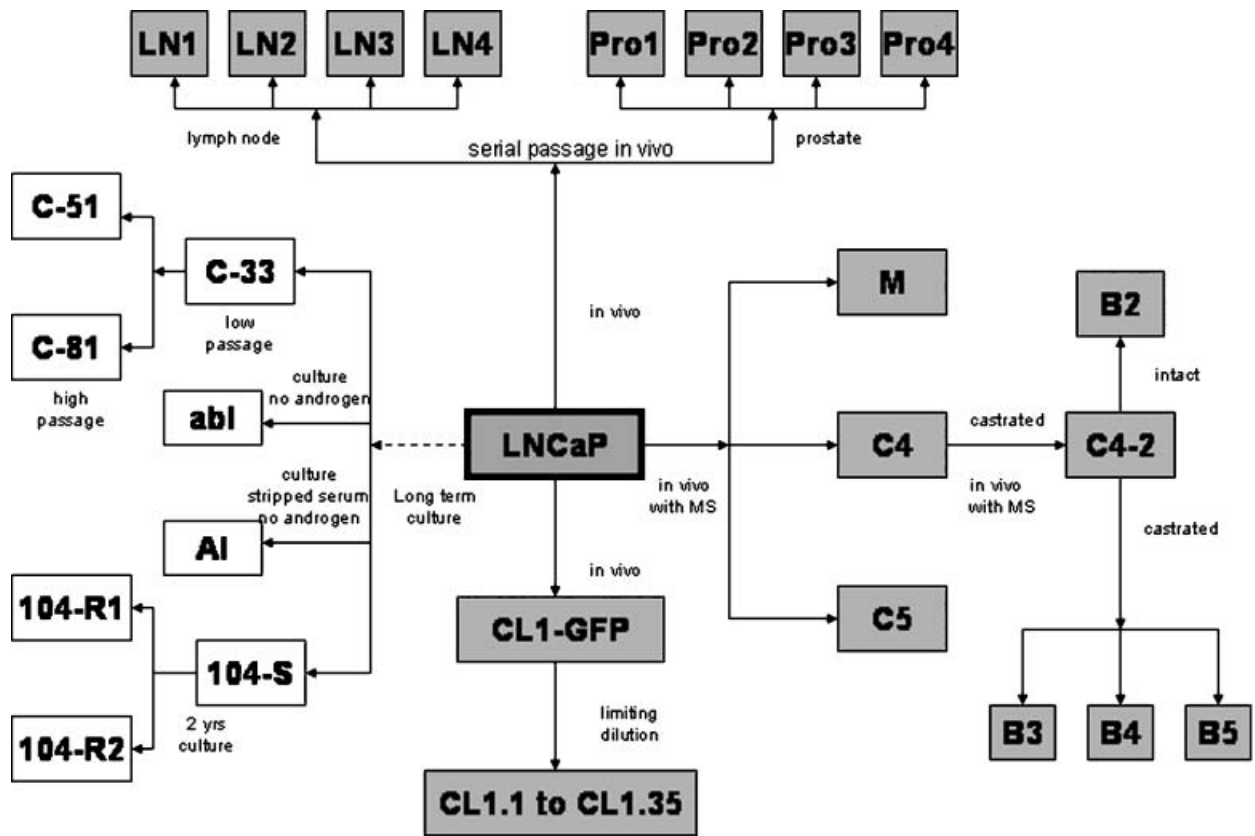 LN1 LN2 LN3 LN4 Pro1 Pro2 Pro3 Pro4
lymph node
serial passage in vivo
prostate
C-51
C-33
low
passage
C-81
high
passage
culture
no androgen
abl
culture
stripped serum
no androgen
AI
Long term
culture
104-R1
104-S
2 yrs
culture
104-R2
in vivo
LNCaP
in vivo
with MS
in vivo
CL1-GFP
limiting
dilution
CL1.1 to CL1.35
M
C4
C5
castrated
in vivo
with MS
B2
intact
C4-2
castrated
B3 B4 B5